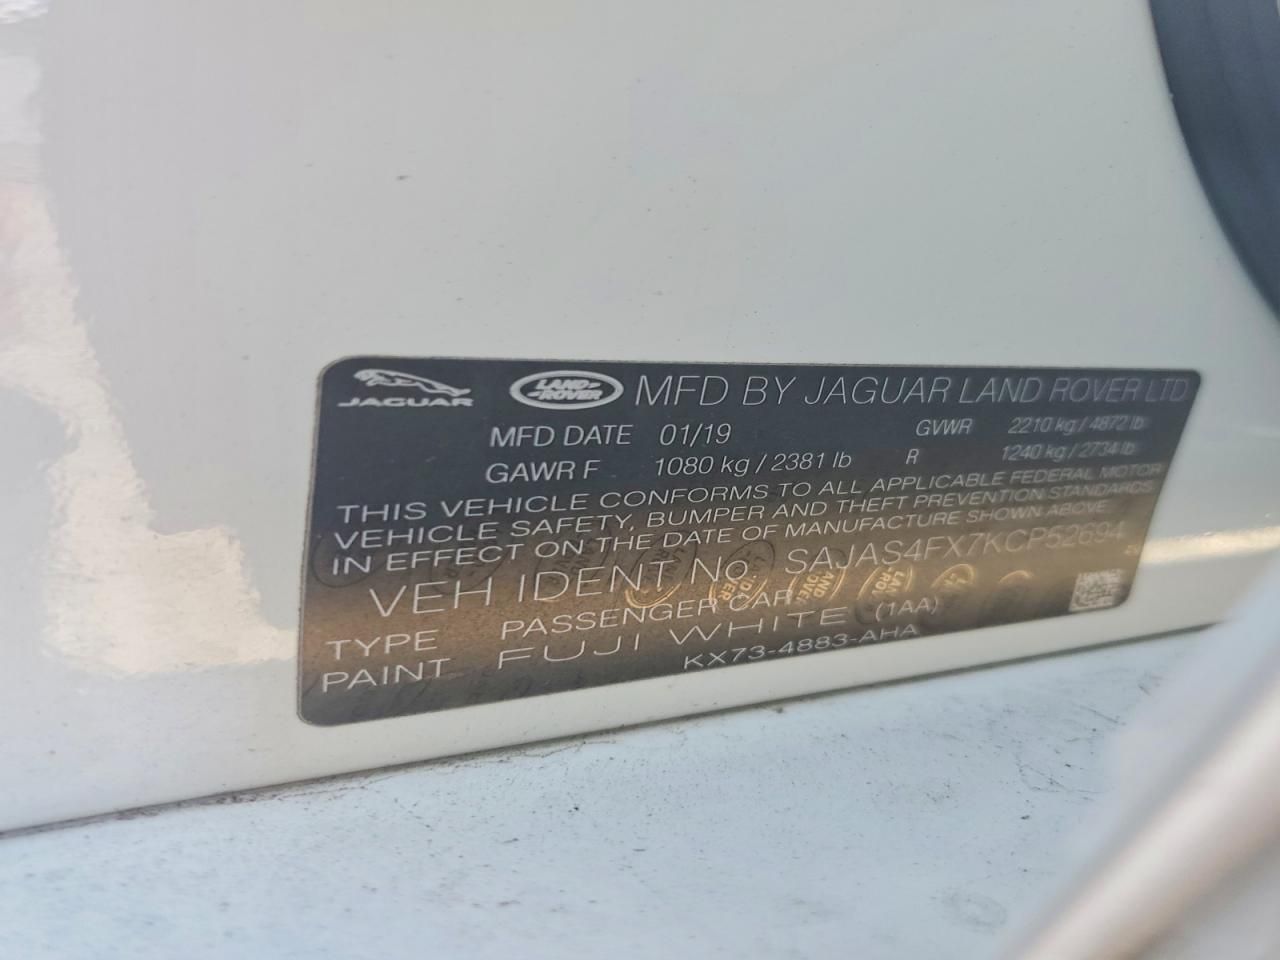 JAGUAR LAND ROVER MFD BY JAGUAR LAND ROVER LTD
MFD DATE 01/19 GVWR 2210 kg / 4872 lb
GAWR F 1080 kg / 2381 lb R 1240 kg / 2734 lb
THIS VEHICLE CONFORMS TO ALL APPLICABLE FEDERAL MOTOR
VEHICLE SAFETY, BUMPER AND THEFT PREVENTION STANDARDS
IN EFFECT ON THE DATE OF MANUFACTURE SHOWN ABOVE
VEH IDENT No. SAJAS4FX7KCP52694
TYPE PASSENGER CAR
PAINT FUJI WHITE (1AA)
KX73-4883-AHA